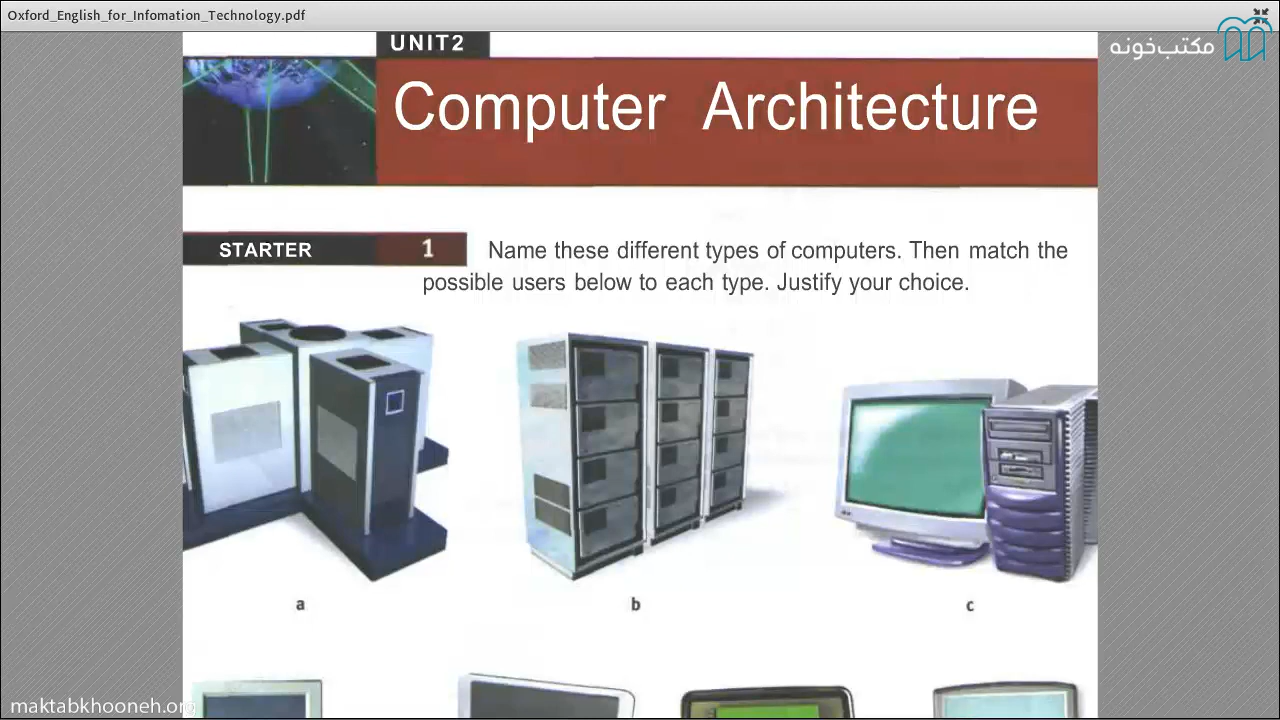 Oxford_English_for_Infomation_Technology.pdf
مکتب‌خونه
UNIT2
Computer Architecture
STARTER 1 Name these different types of computers. Then match the
possible users below to each type. Justify your choice.
a b c
maktabkhooneh.org